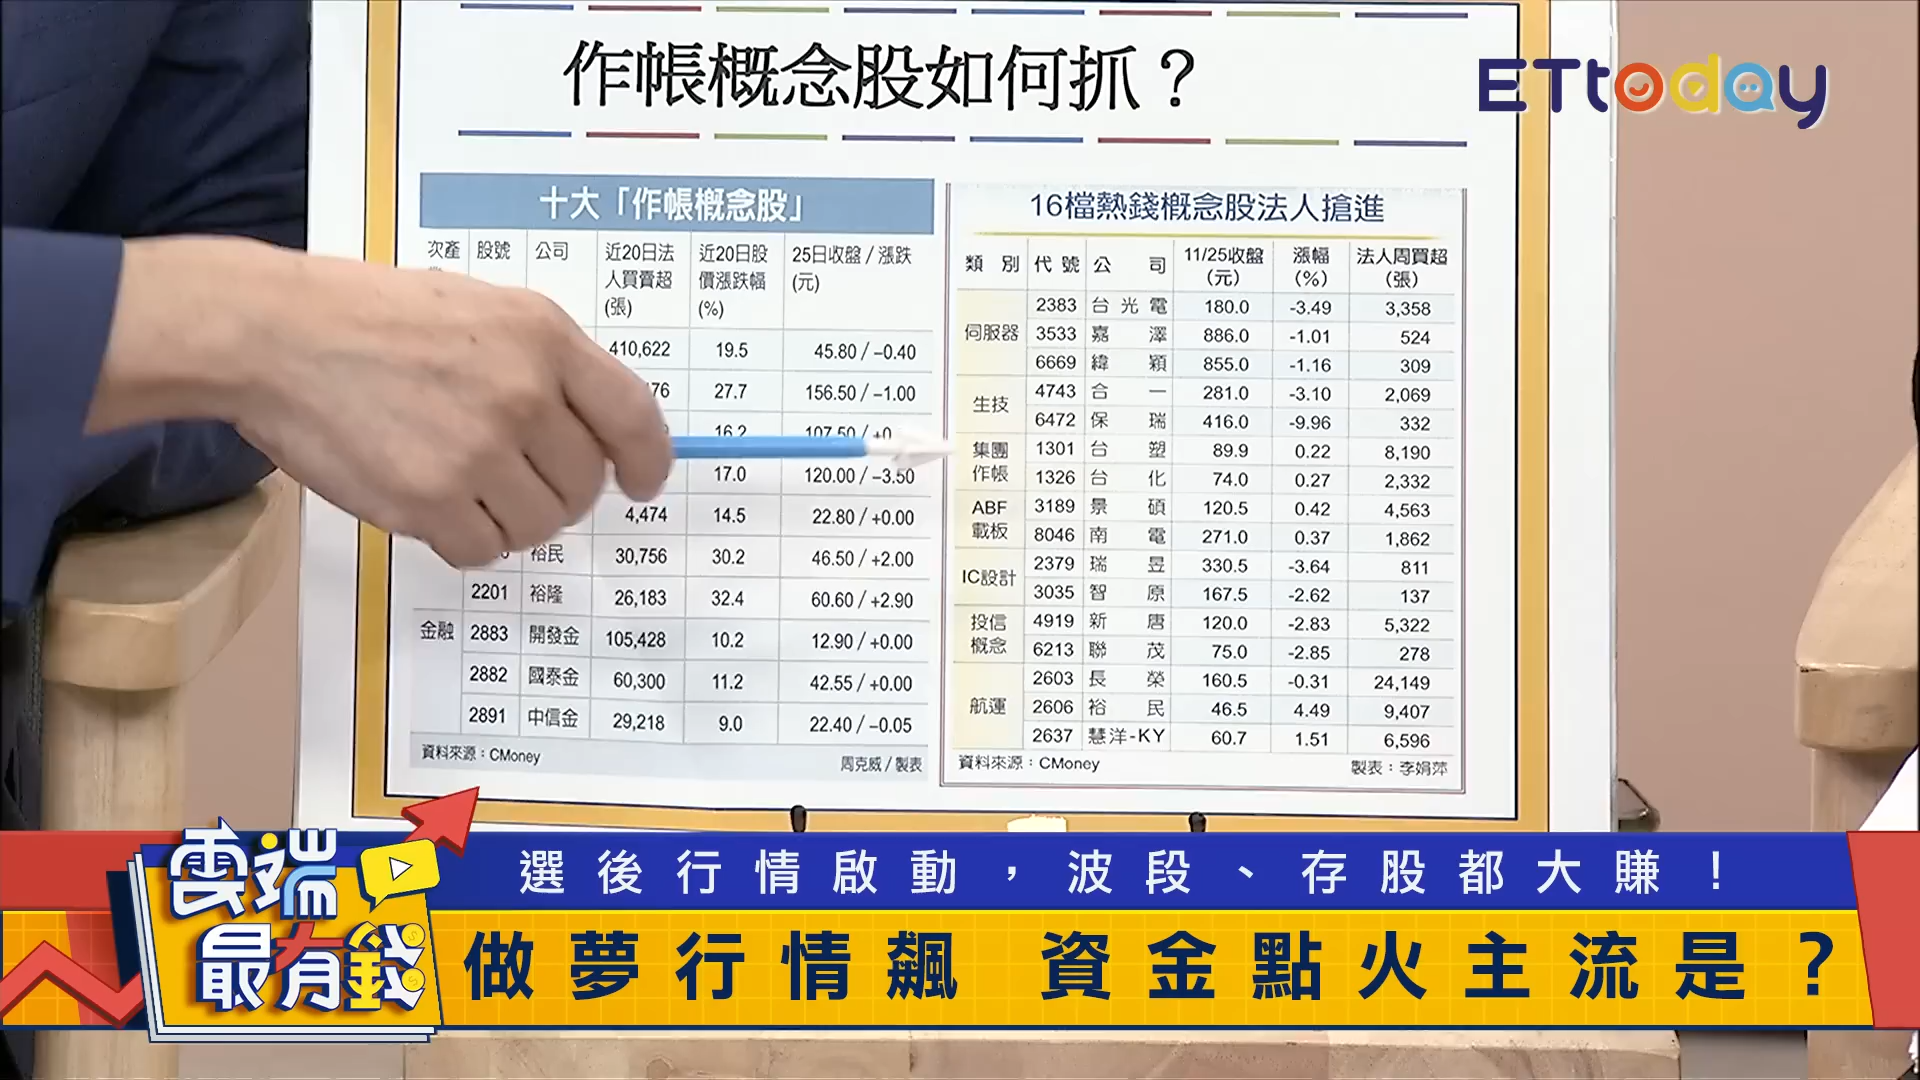 作帳概念股如何抓？
ETtoday
十大「作帳概念股」
次產 股號 公司 近20日法人買賣超(張) 近20日股價漲跌幅(%) 25日收盤/漲跌(元)
410,622 19.5 45.80/–0.40
76 27.7 156.50/–1.00
16.2 107.50/+0
17.0 120.00/–3.50
4,474 14.5 22.80/+0.00
裕民 30,756 30.2 46.50/+2.00
2201 裕隆 26,183 32.4 60.60/+2.90
金融 2883 開發金 105,428 10.2 12.90/+0.00
2882 國泰金 60,300 11.2 42.55/+0.00
2891 中信金 29,218 9.0 22.40/–0.05
資料來源：CMoney 周克威/製表
16檔熱錢概念股法人搶進
類別 代號 公司 11/25收盤(元) 漲幅(%) 法人周買超(張)
伺服器 2383 台光電 180.0 -3.49 3,358
3533 嘉澤 886.0 -1.01 524
6669 緯穎 855.0 -1.16 309
生技 4743 合一 281.0 -3.10 2,069
6472 保瑞 416.0 -9.96 332
集團作帳 1301 台塑 89.9 0.22 8,190
1326 台化 74.0 0.27 2,332
ABF載板 3189 景碩 120.5 0.42 4,563
8046 南電 271.0 0.37 1,862
IC設計 2379 瑞昱 330.5 -3.64 811
3035 智原 167.5 -2.62 137
投信概念 4919 新唐 120.0 -2.83 5,322
6213 聯茂 75.0 -2.85 278
航運 2603 長榮 160.5 -0.31 24,149
2606 裕民 46.5 4.49 9,407
2637 慧洋-KY 60.7 1.51 6,596
資料來源：CMoney 製表：李娟萍
雲端最有錢
選後行情啟動，波段、存股都大賺！
做夢行情飆 資金點火主流是？